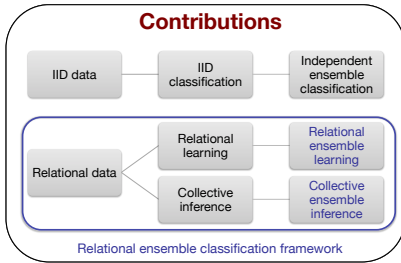 Contributions
IID data
IID
classification
Independent
ensemble
classification
Relational data
Relational
learning
Relational
ensemble
learning
Collective
inference
Collective
ensemble
inference
Relational ensemble classification framework